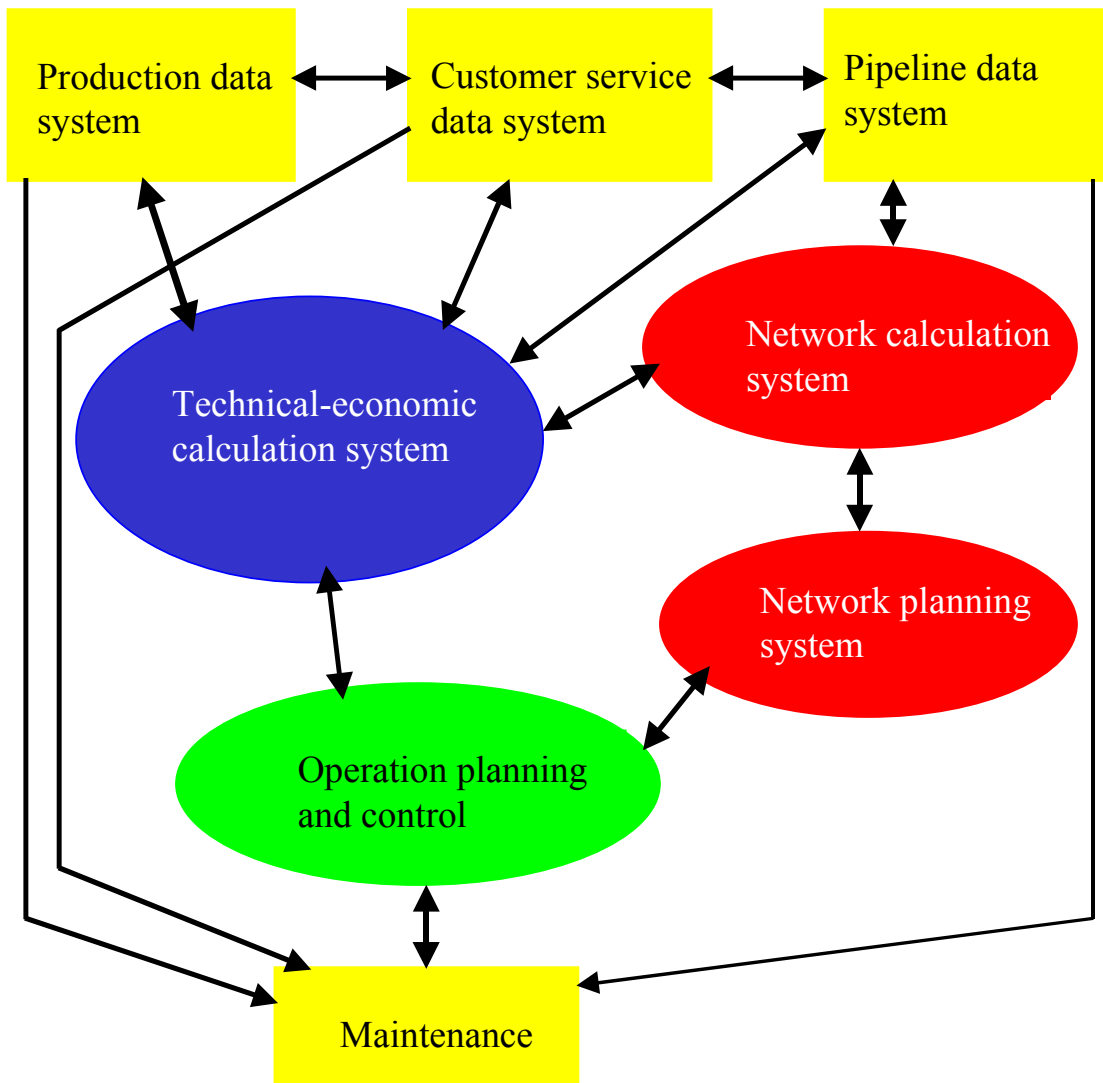 Production data
system
Customer service
data system
Pipeline data
system
Network calculation
system
Technical-economic
calculation system
Network planning
system
Operation planning
and control
Maintenance